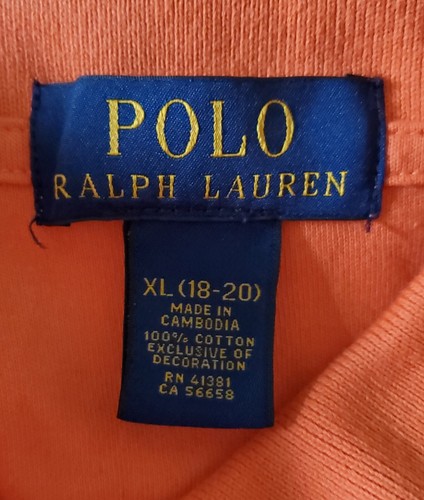 POLO
RALPH LAUREN
XL (18-20)
MADE IN
CAMBODIA
100% COTTON
EXCLUSIVE OF
DECORATION
RN 41381
CA 56658